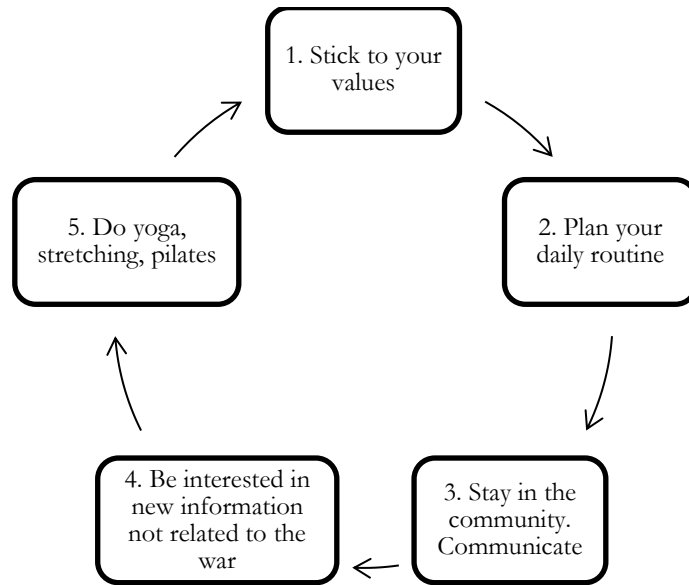 1. Stick to your
values
2. Plan your
daily routine
3. Stay in the
community.
Communicate
4. Be interested in
new information
not related to the
war
5. Do yoga,
stretching, pilates